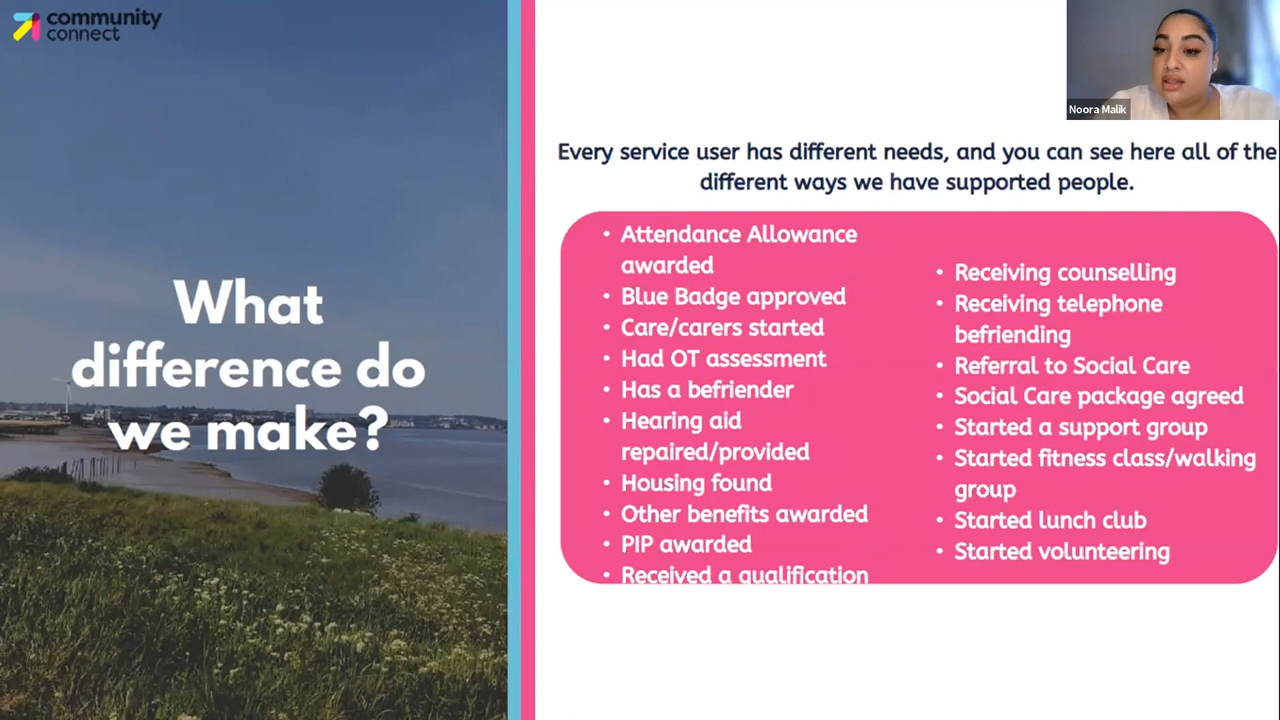 community
connect
What
difference do
we make?
Noora Malik
Every service user has different needs, and you can see here all of the
different ways we have supported people.
• Attendance Allowance
awarded
• Blue Badge approved
• Care/carers started
• Had OT assessment
• Has a befriender
• Hearing aid
repaired/provided
• Housing found
• Other benefits awarded
• PIP awarded
• Received a qualification
• Receiving counselling
• Receiving telephone
befriending
• Referral to Social Care
• Social Care package agreed
• Started a support group
• Started fitness class/walking
group
• Started lunch club
• Started volunteering